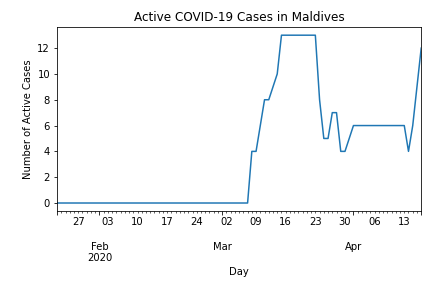 Active COVID-19 Cases in Maldives
Number of Active Cases
12
10
8
6
4
2
0
27 03 10 17 24 02 09 16 23 30 06 13
Feb Mar Apr
2020
Day